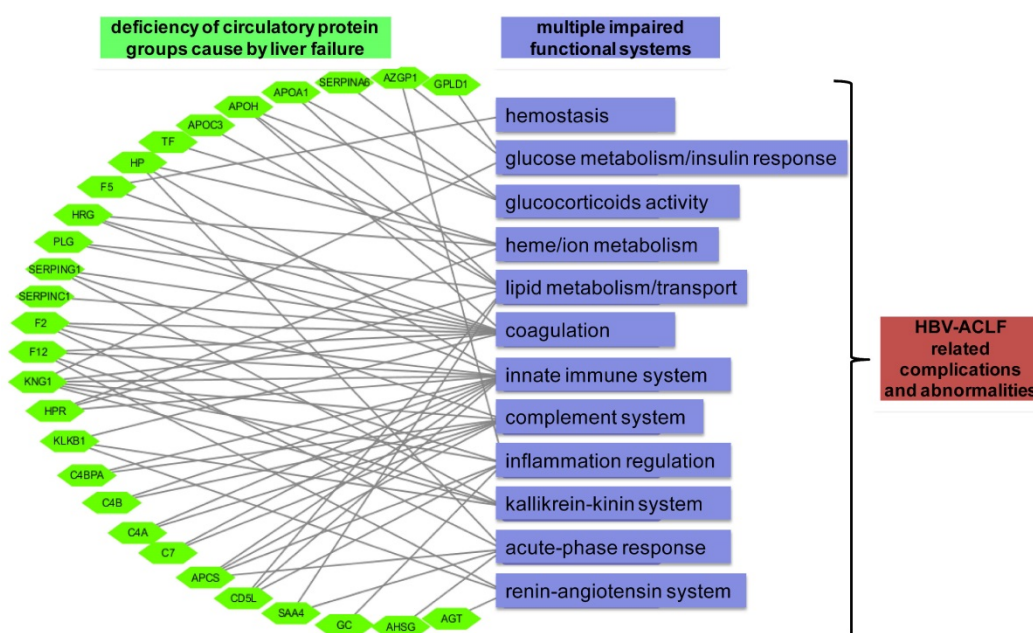 deficiency of circulatory protein
groups cause by liver failure
multiple impaired
functional systems
GPLD1
AZGP1
SERPINA6
APOA1
APOH
APOC3
TF
HP
F5
HRG
PLG
SERPING1
SERPINC1
F2
F12
KNG1
HPR
KLKB1
C4BPA
C4B
C4A
C7
APCS
CD5L
SAA4
GC
AHSG
AGT
hemostasis
glucose metabolism/insulin response
glucocorticoids activity
heme/ion metabolism
lipid metabolism/transport
coagulation
innate immune system
complement system
inflammation regulation
kallikrein-kinin system
acute-phase response
renin-angiotensin system
HBV-ACLF
related
complications
and abnormalities